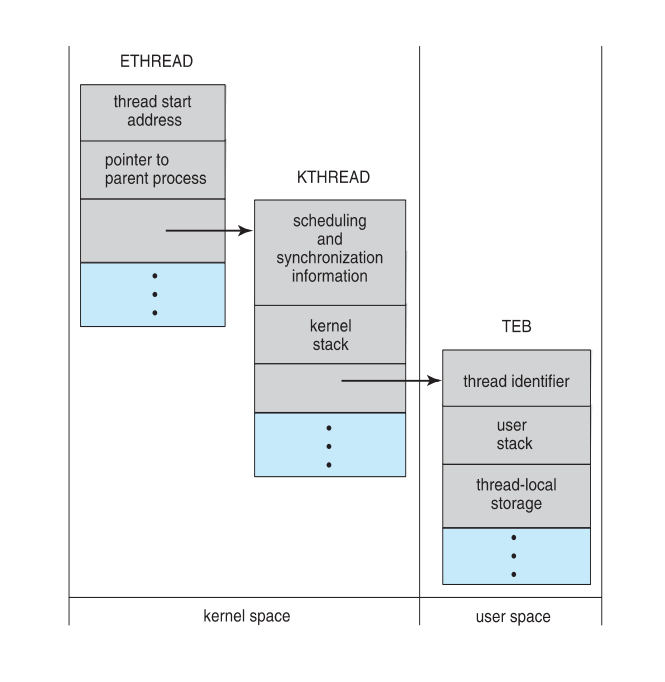 ETHREAD
thread start
address
pointer to
parent process
KTHREAD
scheduling
and
synchronization
information
kernel
stack
TEB
thread identifier
user
stack
thread-local
storage
kernel space
user space